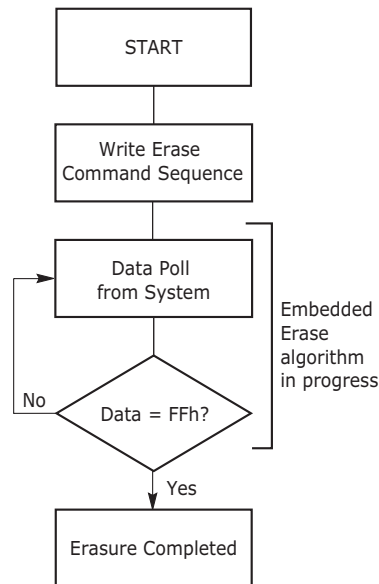 START
Write Erase
Command Sequence
Data Poll
from System
Embedded
Erase
algorithm
in progress
No
Data = FFh?
Yes
Erasure Completed